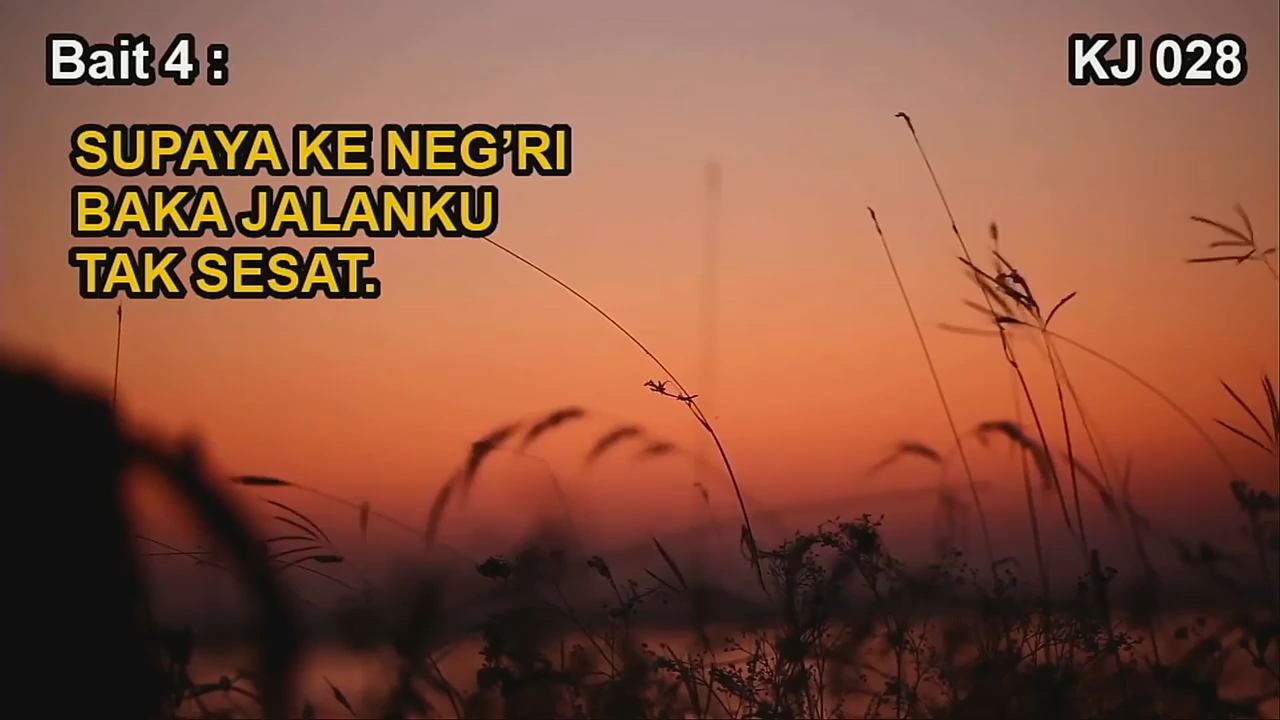 Bait 4 :
KJ 028
SUPAYA KE NEG’RI
BAKA JALANKU
TAK SESAT.